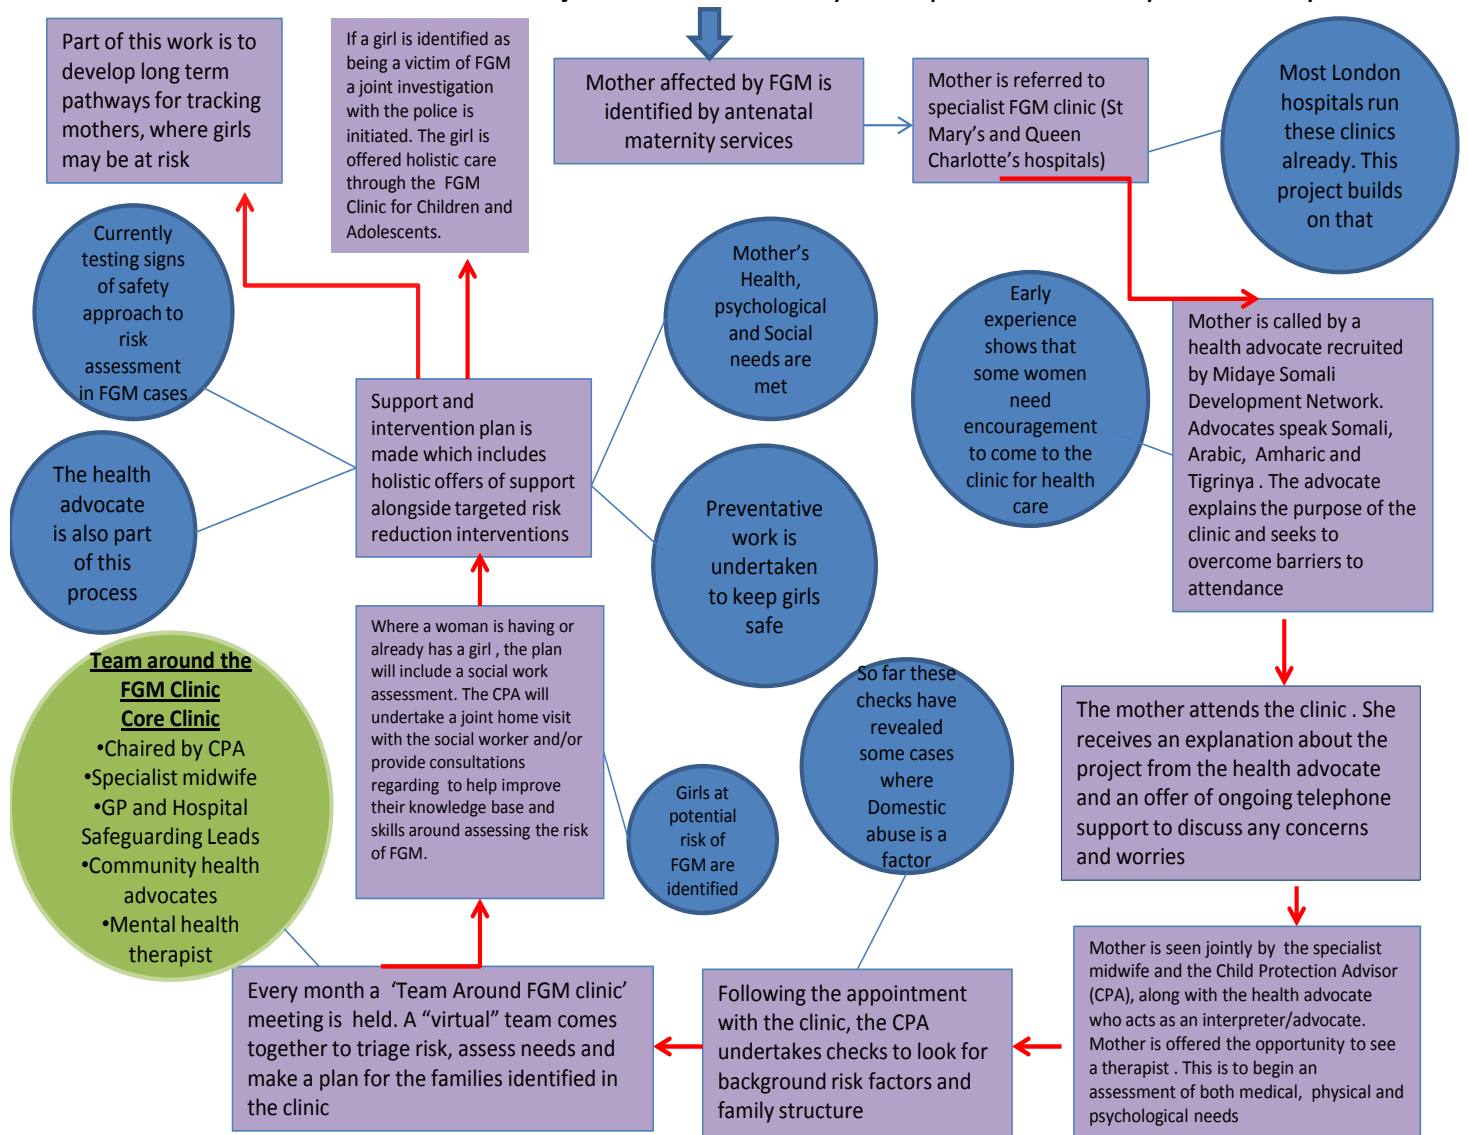 Part of this work is to
develop long term
pathways for tracking
mothers, where girls
may be at risk
If a girl is identified as
being a victim of FGM
a joint investigation
with the police is
initiated. The girl is
offered holistic care
through the  FGM
Clinic for Children and
Adolescents.
Mother affected by FGM is
identified by antenatal
maternity services
Mother is referred to
specialist FGM clinic (St
Mary’s and Queen
Charlotte’s hospitals)
Most London
hospitals run
these clinics
already. This
project builds
on that
Currently
testing signs
of safety
approach to
risk
assessment
in FGM cases
Mother’s
Health,
psychological
and Social
needs are
met
Early
experience
shows that
some women
need
encouragement
to come to the
clinic for health
care
Mother is called by a
health advocate recruited
by Midaye Somali
Development Network.
Advocates speak Somali,
Arabic,  Amharic and
Tigrinya . The advocate
explains the purpose of the
clinic and seeks to
overcome barriers to
attendance
Support and
intervention plan is
made which includes
holistic offers of support
alongside targeted risk
reduction interventions
The health
advocate
is also part
of this
process
Preventative
work is
undertaken
to keep girls
safe
Where a woman is having or
already has a girl , the plan
will include a social work
assessment. The CPA will
undertake a joint home visit
with the social worker and/or
provide consultations
regarding  to help improve
their knowledge base and
skills around assessing the risk
of FGM.
So far these
checks have
revealed
some cases
where
Domestic
abuse is a
factor
Girls at
potential
risk of
FGM are
identified
Team around the
FGM Clinic
Core Clinic
•Chaired by CPA
•Specialist midwife
•GP and Hospital
Safeguarding Leads
•Community health
advocates
•Mental health
therapist
The mother attends the clinic . She
receives an explanation about the
project from the health advocate
and an offer of ongoing telephone
support to discuss any concerns
and worries
Mother is seen jointly by  the specialist
midwife and the Child Protection Advisor
(CPA), along with the health advocate
who acts as an interpreter/advocate.
Mother is offered the opportunity to see
a therapist . This is to begin an
assessment of both medical,  physical and
psychological needs
Following the appointment
with the clinic, the CPA
undertakes checks to look for
background risk factors and
family structure
Every month a  ‘Team Around FGM clinic’
meeting is  held. A “virtual” team comes
together to triage risk, assess needs and
make a plan for the families identified in
the clinic